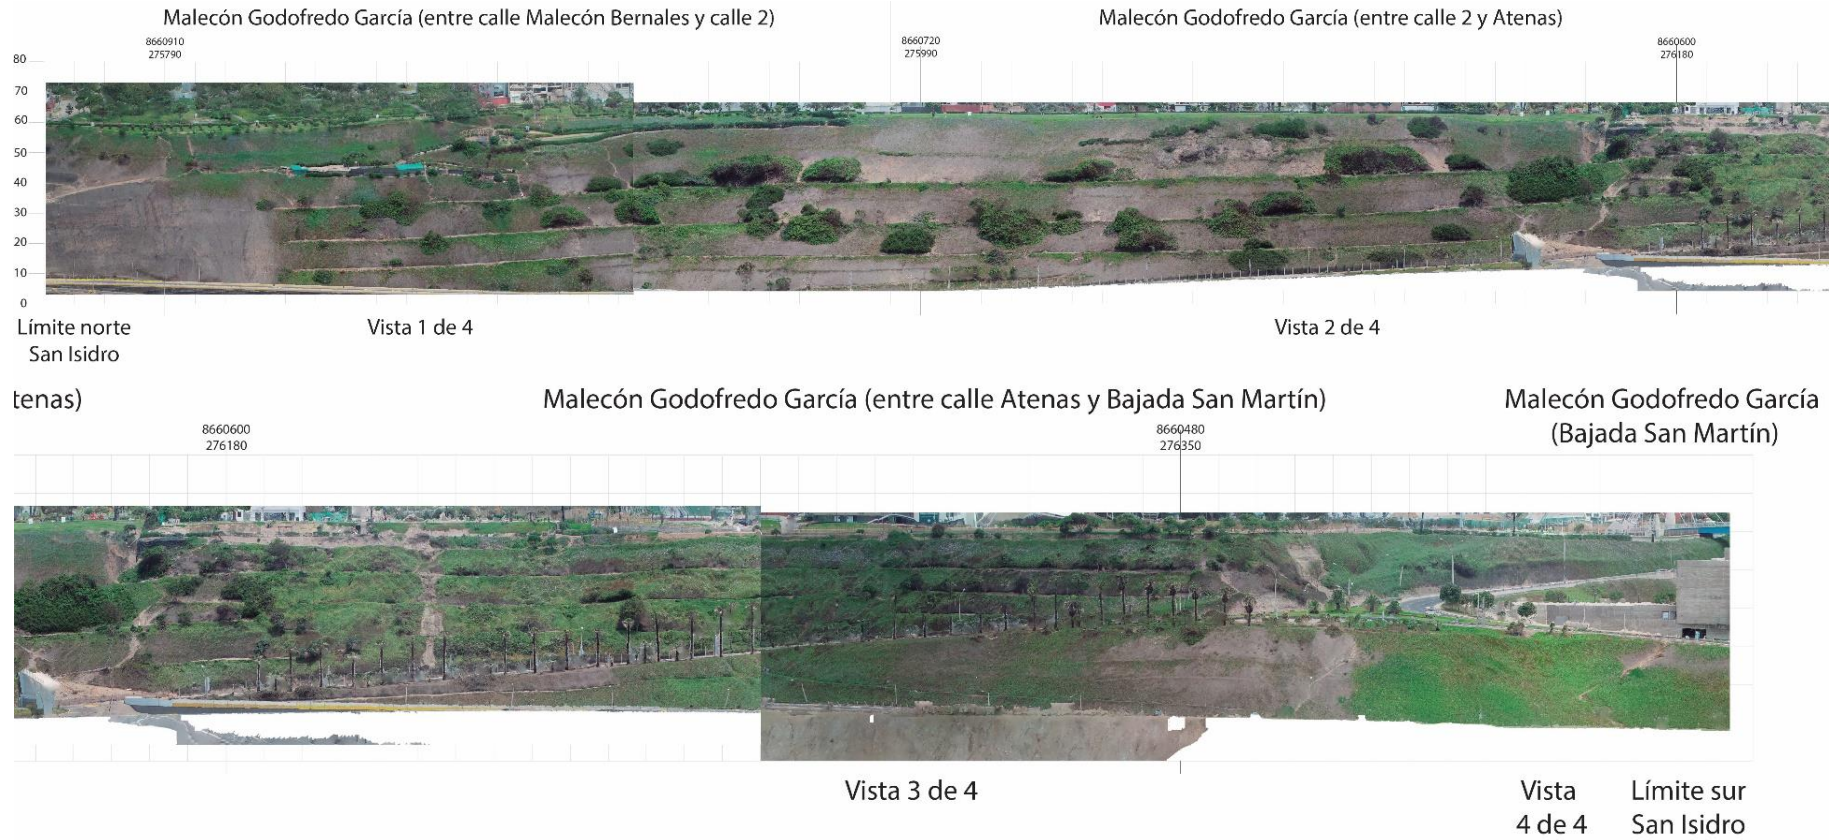 Malecón Godofredo García (entre calle Malecón Bernales y calle 2)
Malecón Godofredo García (entre calle 2 y Atenas)
8660910
275790
8660720
275990
8660600
276180
80
70
60
50
40
30
20
10
0
Límite norte
San Isidro
Vista 1 de 4
Vista 2 de 4
tenas)
Malecón Godofredo García (entre calle Atenas y Bajada San Martín)
Malecón Godofredo García
(Bajada San Martín)
8660600
276180
8660480
276350
Vista 3 de 4
Vista
4 de 4
Límite sur
San Isidro